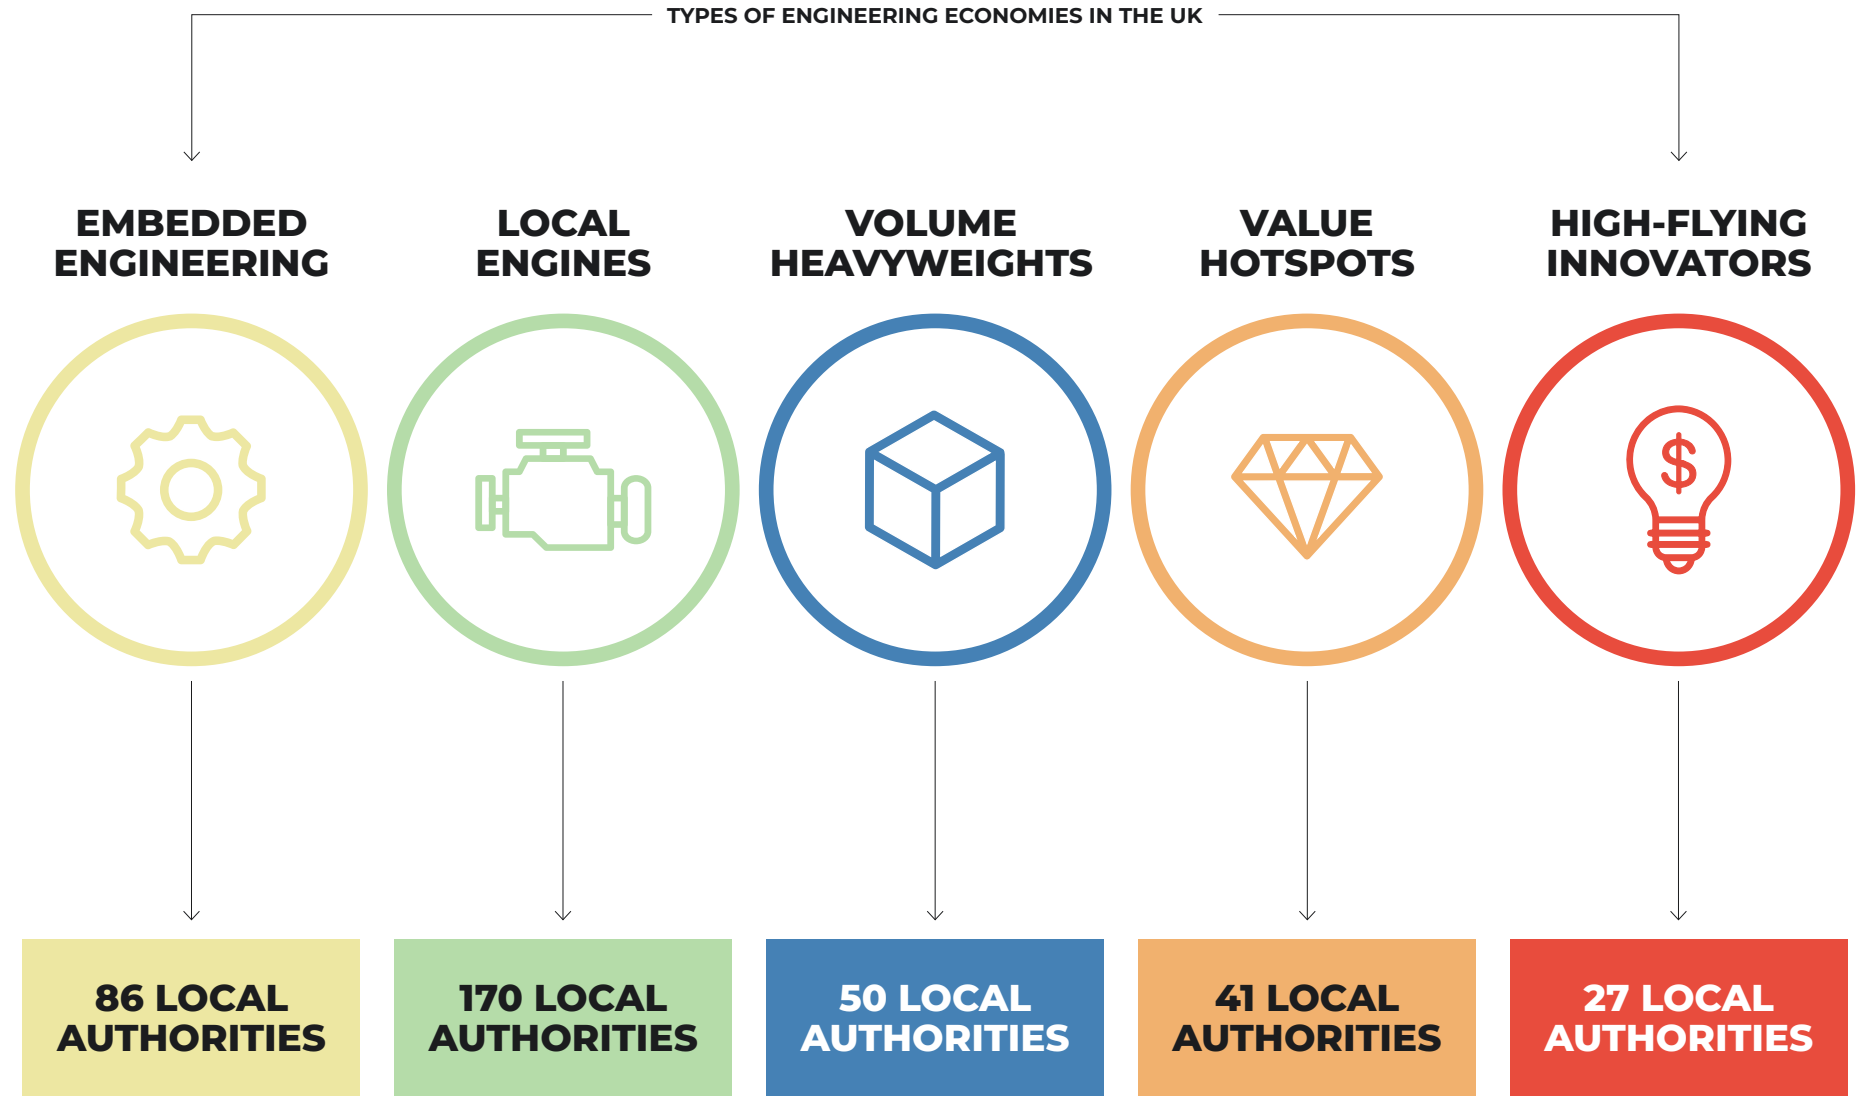 TYPES OF ENGINEERING ECONOMIES IN THE UK
EMBEDDED
ENGINEERING
LOCAL
ENGINES
VOLUME
HEAVYWEIGHTS
VALUE
HOTSPOTS
HIGH-FLYING
INNOVATORS
$
86 LOCAL
AUTHORITIES
170 LOCAL
AUTHORITIES
50 LOCAL
AUTHORITIES
41 LOCAL
AUTHORITIES
27 LOCAL
AUTHORITIES